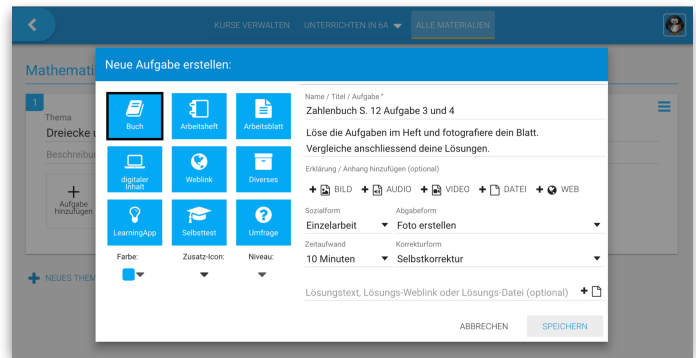 KURSE VERWALTEN UNTERRICHTEN IN 6A ALLE MATERIALIEN
Mathemati
Neue Aufgabe erstellen:
1
Thema
Dreiecke u
Beschreibu
Aufgabe
hinzufügen
NEUES THEM
Buch
Arbeitsheft
Arbeitsblatt
digitaler
Inhalt
Weblink
Diverses
LearningApp
Selbsttest
Umfrage
Farbe:
Zusatz-Icon:
Niveau:
Name / Titel / Aufgabe *
Zahlenbuch S. 12 Aufgabe 3 und 4
Löse die Aufgaben im Heft und fotografiere dein Blatt.
Vergleiche anschliessend deine Lösungen.
Erklärung / Anhang hinzufügen (optional)
+ BILD + AUDIO + VIDEO + DATEI + WEB
Sozialform Abgabeform
Einzelarbeit Foto erstellen
Zeitaufwand Korrekturform
10 Minuten Selbstkorrektur
Lösungstext, Lösungs-Weblink oder Lösungs-Datei (optional) +
ABBRECHEN SPEICHERN